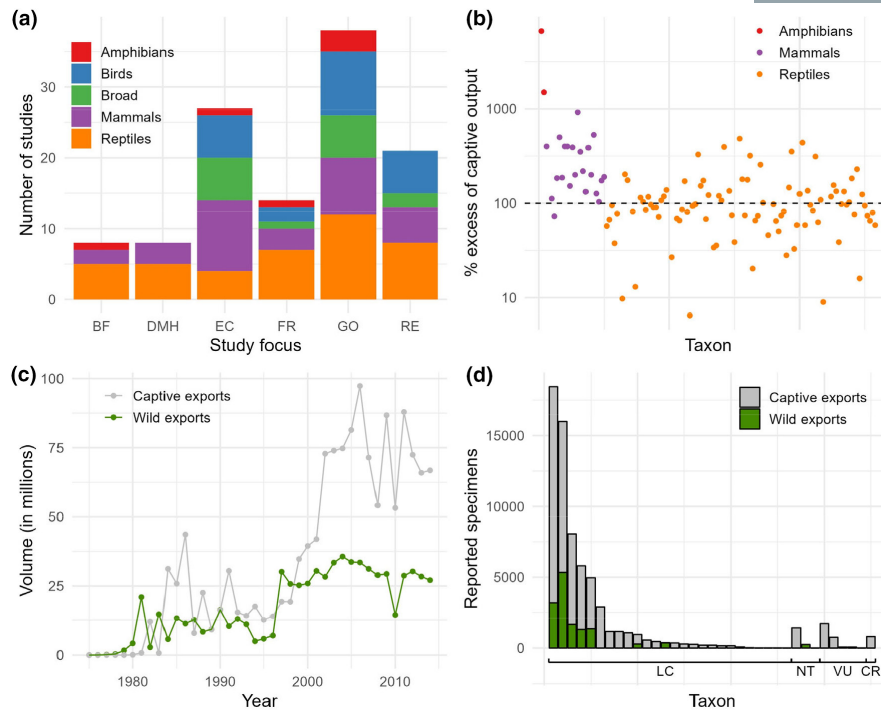 (a)
Amphibians
Birds
Broad
Mammals
Reptiles
Number of studies
30
20
10
0
BF DMH EC FR GO RE
Study focus
(b)
Amphibians
Mammals
Reptiles
% excess of captive output
1000
100
10
Taxon
(c)
Captive exports
Wild exports
Volume (in millions)
100
75
50
25
0
1980 1990 2000 2010
Year
(d)
Captive exports
Wild exports
Reported specimens
15000
10000
5000
0
LC NT VU CR
Taxon